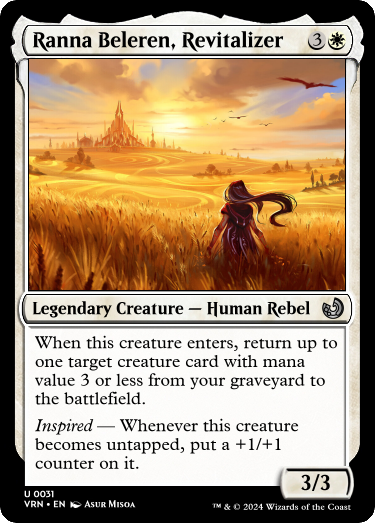 Ranna Beleren, Revitalizer 3
Legendary Creature — Human Rebel
When this creature enters, return up to
one target creature card with mana
value 3 or less from your graveyard to
the battlefield.
Inspired — Whenever this creature
becomes untapped, put a +1/+1
counter on it.
3/3
U 0031
VRN • EN Asur Misoa
™ & © 2024 Wizards of the Coast